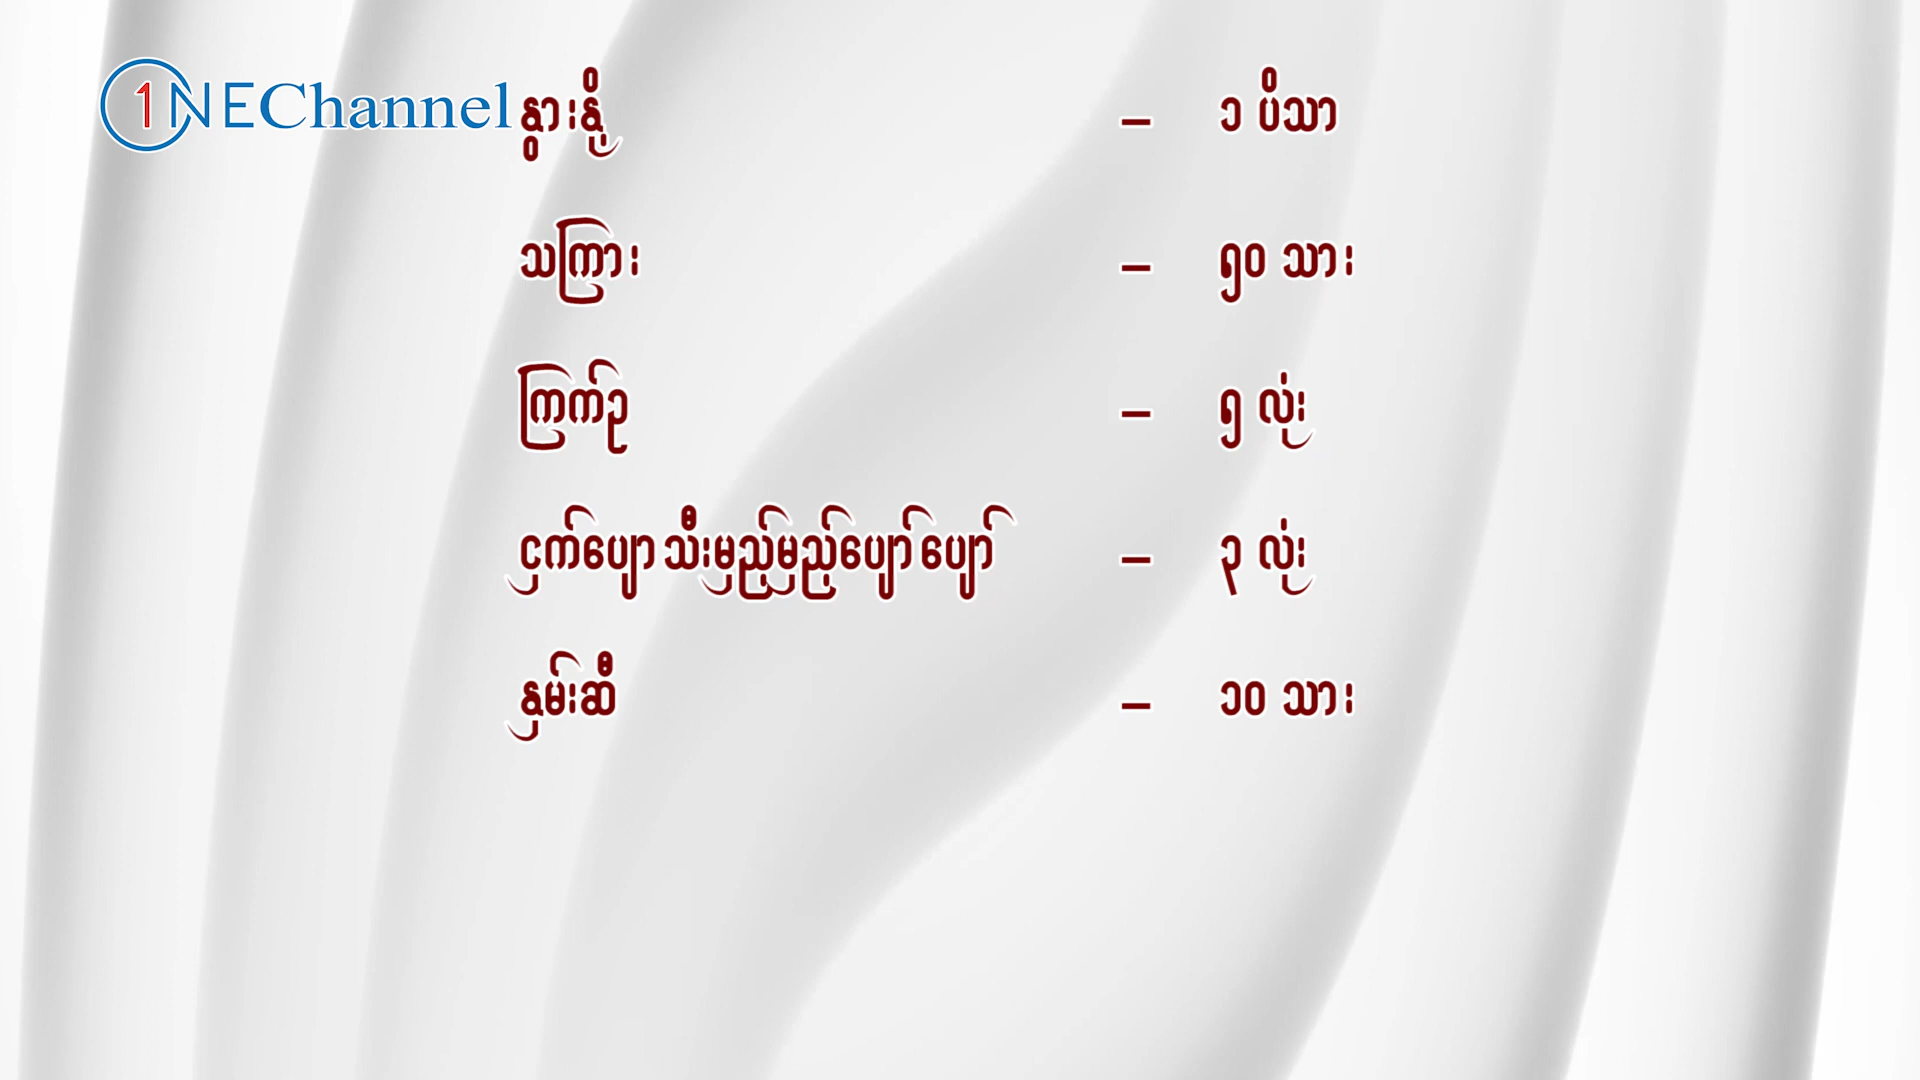 1NEChannel
နွားနို့ – ၁ ပိသာ
သကြား – ၅၀ သား
ကြက်ဥ – ၅ လုံး
ငှက်ပျောသီးမှည့်မှည့်ပျော်ပျော် – ၃ လုံး
နှမ်းဆီ – ၁၀ သား